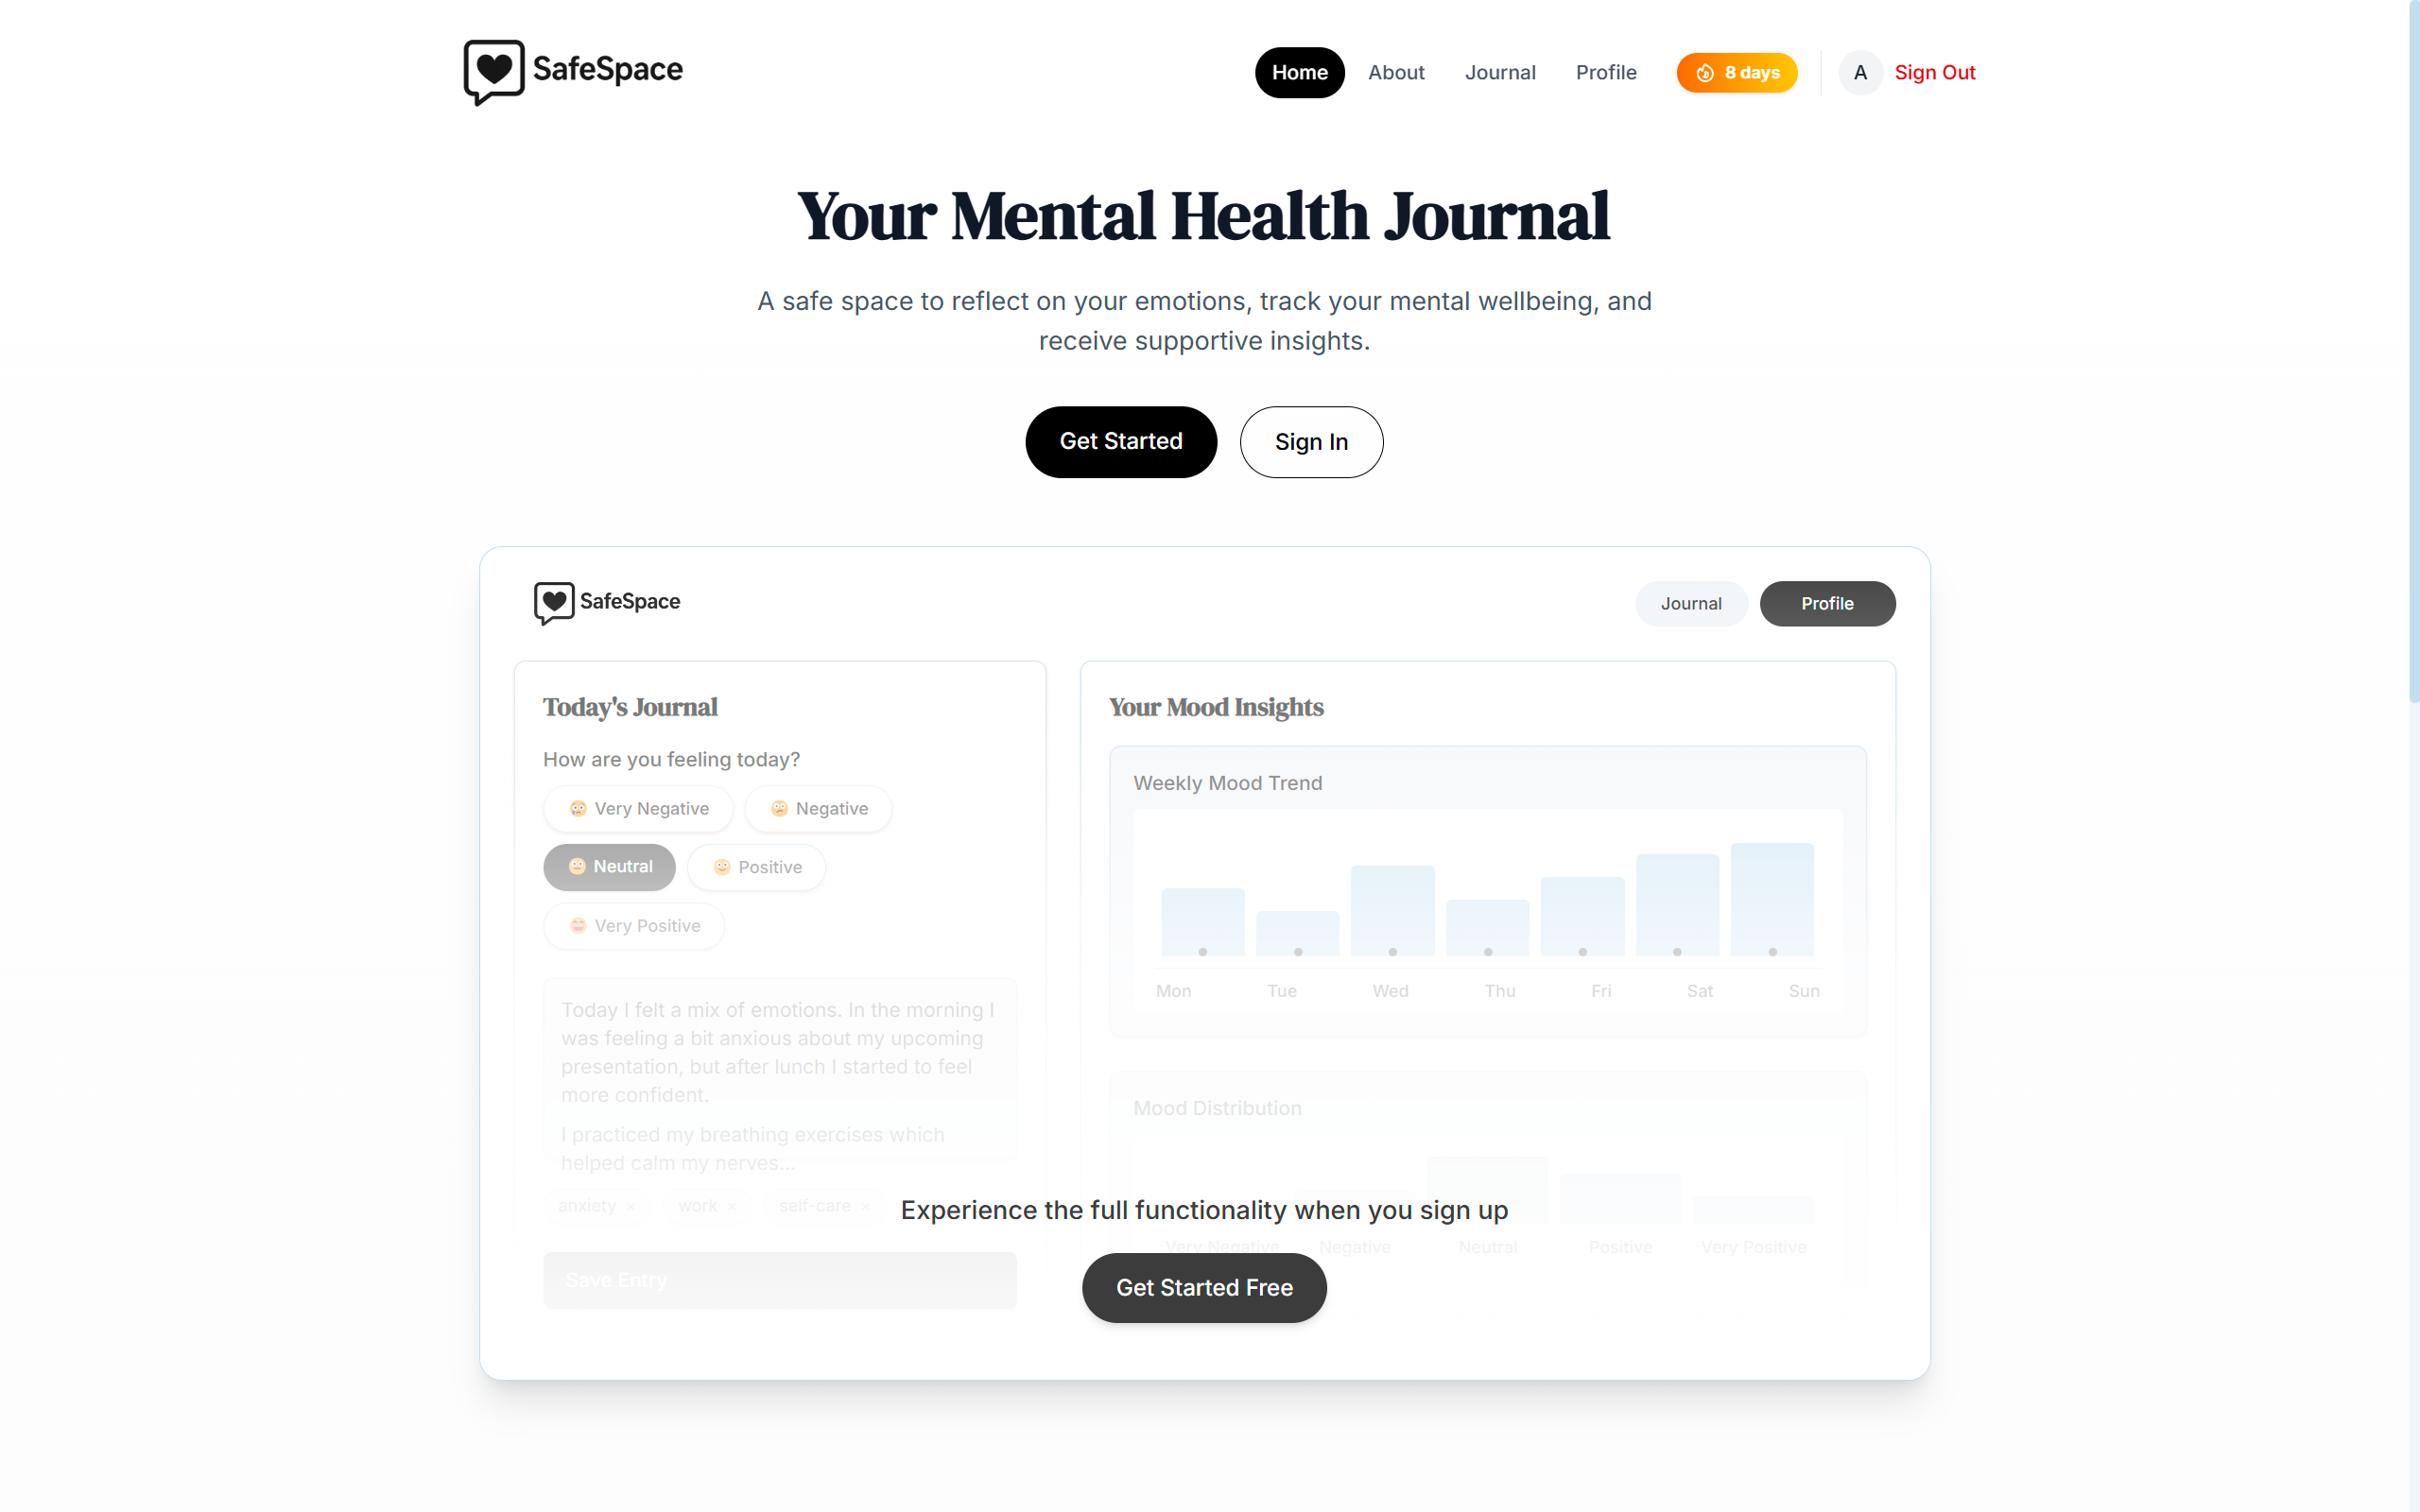 SafeSpace
Home About Journal Profile 8 days A Sign Out
Your Mental Health Journal
A safe space to reflect on your emotions, track your mental wellbeing, and
receive supportive insights.
Get Started Sign In
SafeSpace
Journal Profile
Today's Journal
How are you feeling today?
Very Negative Negative
Neutral Positive
Very Positive
Today I felt a mix of emotions. In the morning I
was feeling a bit anxious about my upcoming
presentation, but after lunch I started to feel
more confident.
I practiced my breathing exercises which
helped calm my nerves...
anxiety × work × self-care ×
Save Entry
Your Mood Insights
Weekly Mood Trend
Mon Tue Wed Thu Fri Sat Sun
Mood Distribution
Very Negative Negative Neutral Positive Very Positive
Experience the full functionality when you sign up
Get Started Free